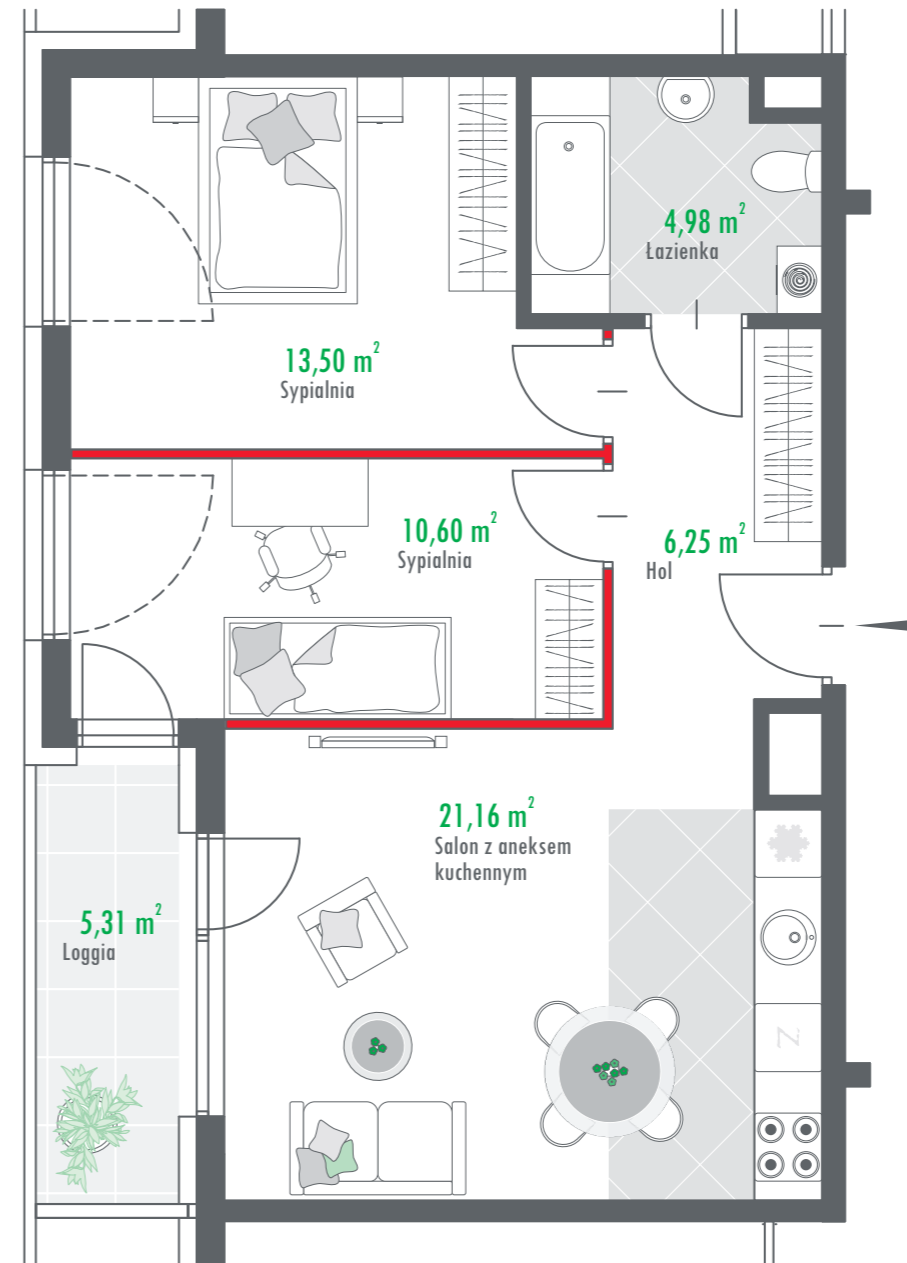 4,98 m²
Łazienka
13,50 m²
Sypialnia
10,60 m²
Sypialnia
6,25 m²
Hol
21,16 m²
Salon z aneksem
kuchennym
5,31 m²
Loggia
Z